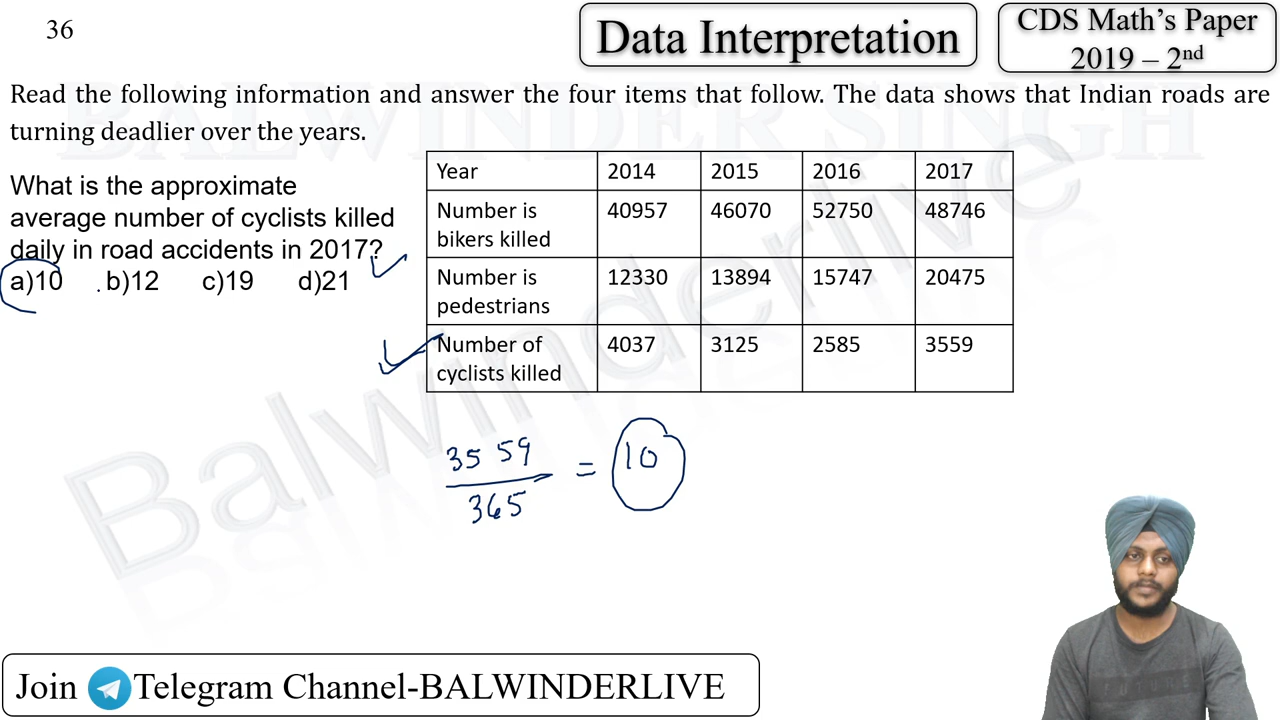 36
Data Interpretation
CDS Math's Paper
2019 – 2nd
Read the following information and answer the four items that follow. The data shows that Indian roads are
turning deadlier over the years.
What is the approximate
average number of cyclists killed
daily in road accidents in 2017?
a)10 .b)12 c)19 d)21
Year 2014 2015 2016 2017
Number is
bikers killed 40957 46070 52750 48746
Number is
pedestrians 12330 13894 15747 20475
Number of
cyclists killed 4037 3125 2585 3559
3559
365
= 10
BALWINDER SINGH
Balwinderlive
FUTURE
Join Telegram Channel-BALWINDERLIVE